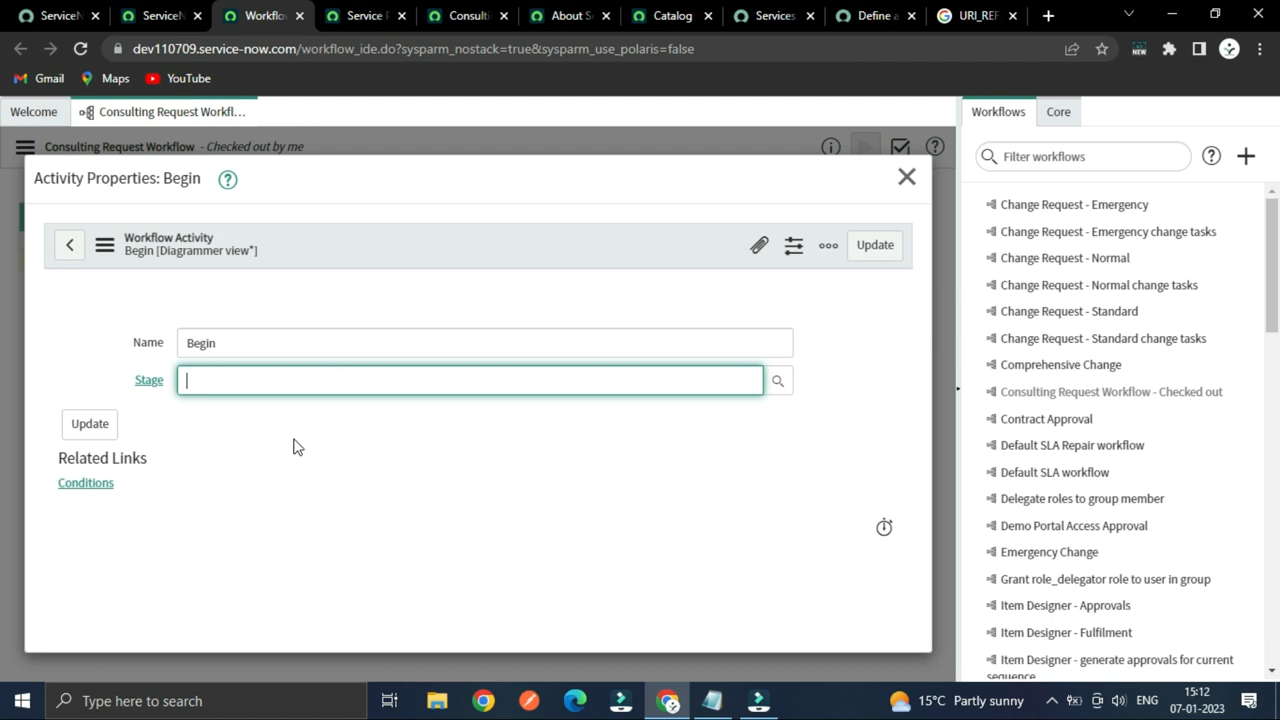 ServiceN
ServiceN
Workflow
Service P
Consulti
About Se
Catalog
Services
Define a
URI_REF
dev110709.service-now.com/workflow_ide.do?sysparm_nostack=true&sysparm_use_polaris=false
NEW
Gmail
Maps
YouTube
Welcome
Consulting Request Workfl...
Workflows
Core
Consulting Request Workflow - Checked out by me
Filter workflows
Activity Properties: Begin
Workflow Activity
Begin [Diagrammer view*]
Update
Name
Begin
Stage
Update
Related Links
Conditions
Change Request - Emergency
Change Request - Emergency change tasks
Change Request - Normal
Change Request - Normal change tasks
Change Request - Standard
Change Request - Standard change tasks
Comprehensive Change
Consulting Request Workflow - Checked out
Contract Approval
Default SLA Repair workflow
Default SLA workflow
Delegate roles to group member
Demo Portal Access Approval
Emergency Change
Grant role_delegator role to user in group
Item Designer - Approvals
Item Designer - Fulfilment
Item Designer - generate approvals for current
sequence
Type here to search
15°C Partly sunny
ENG
15:12
07-01-2023